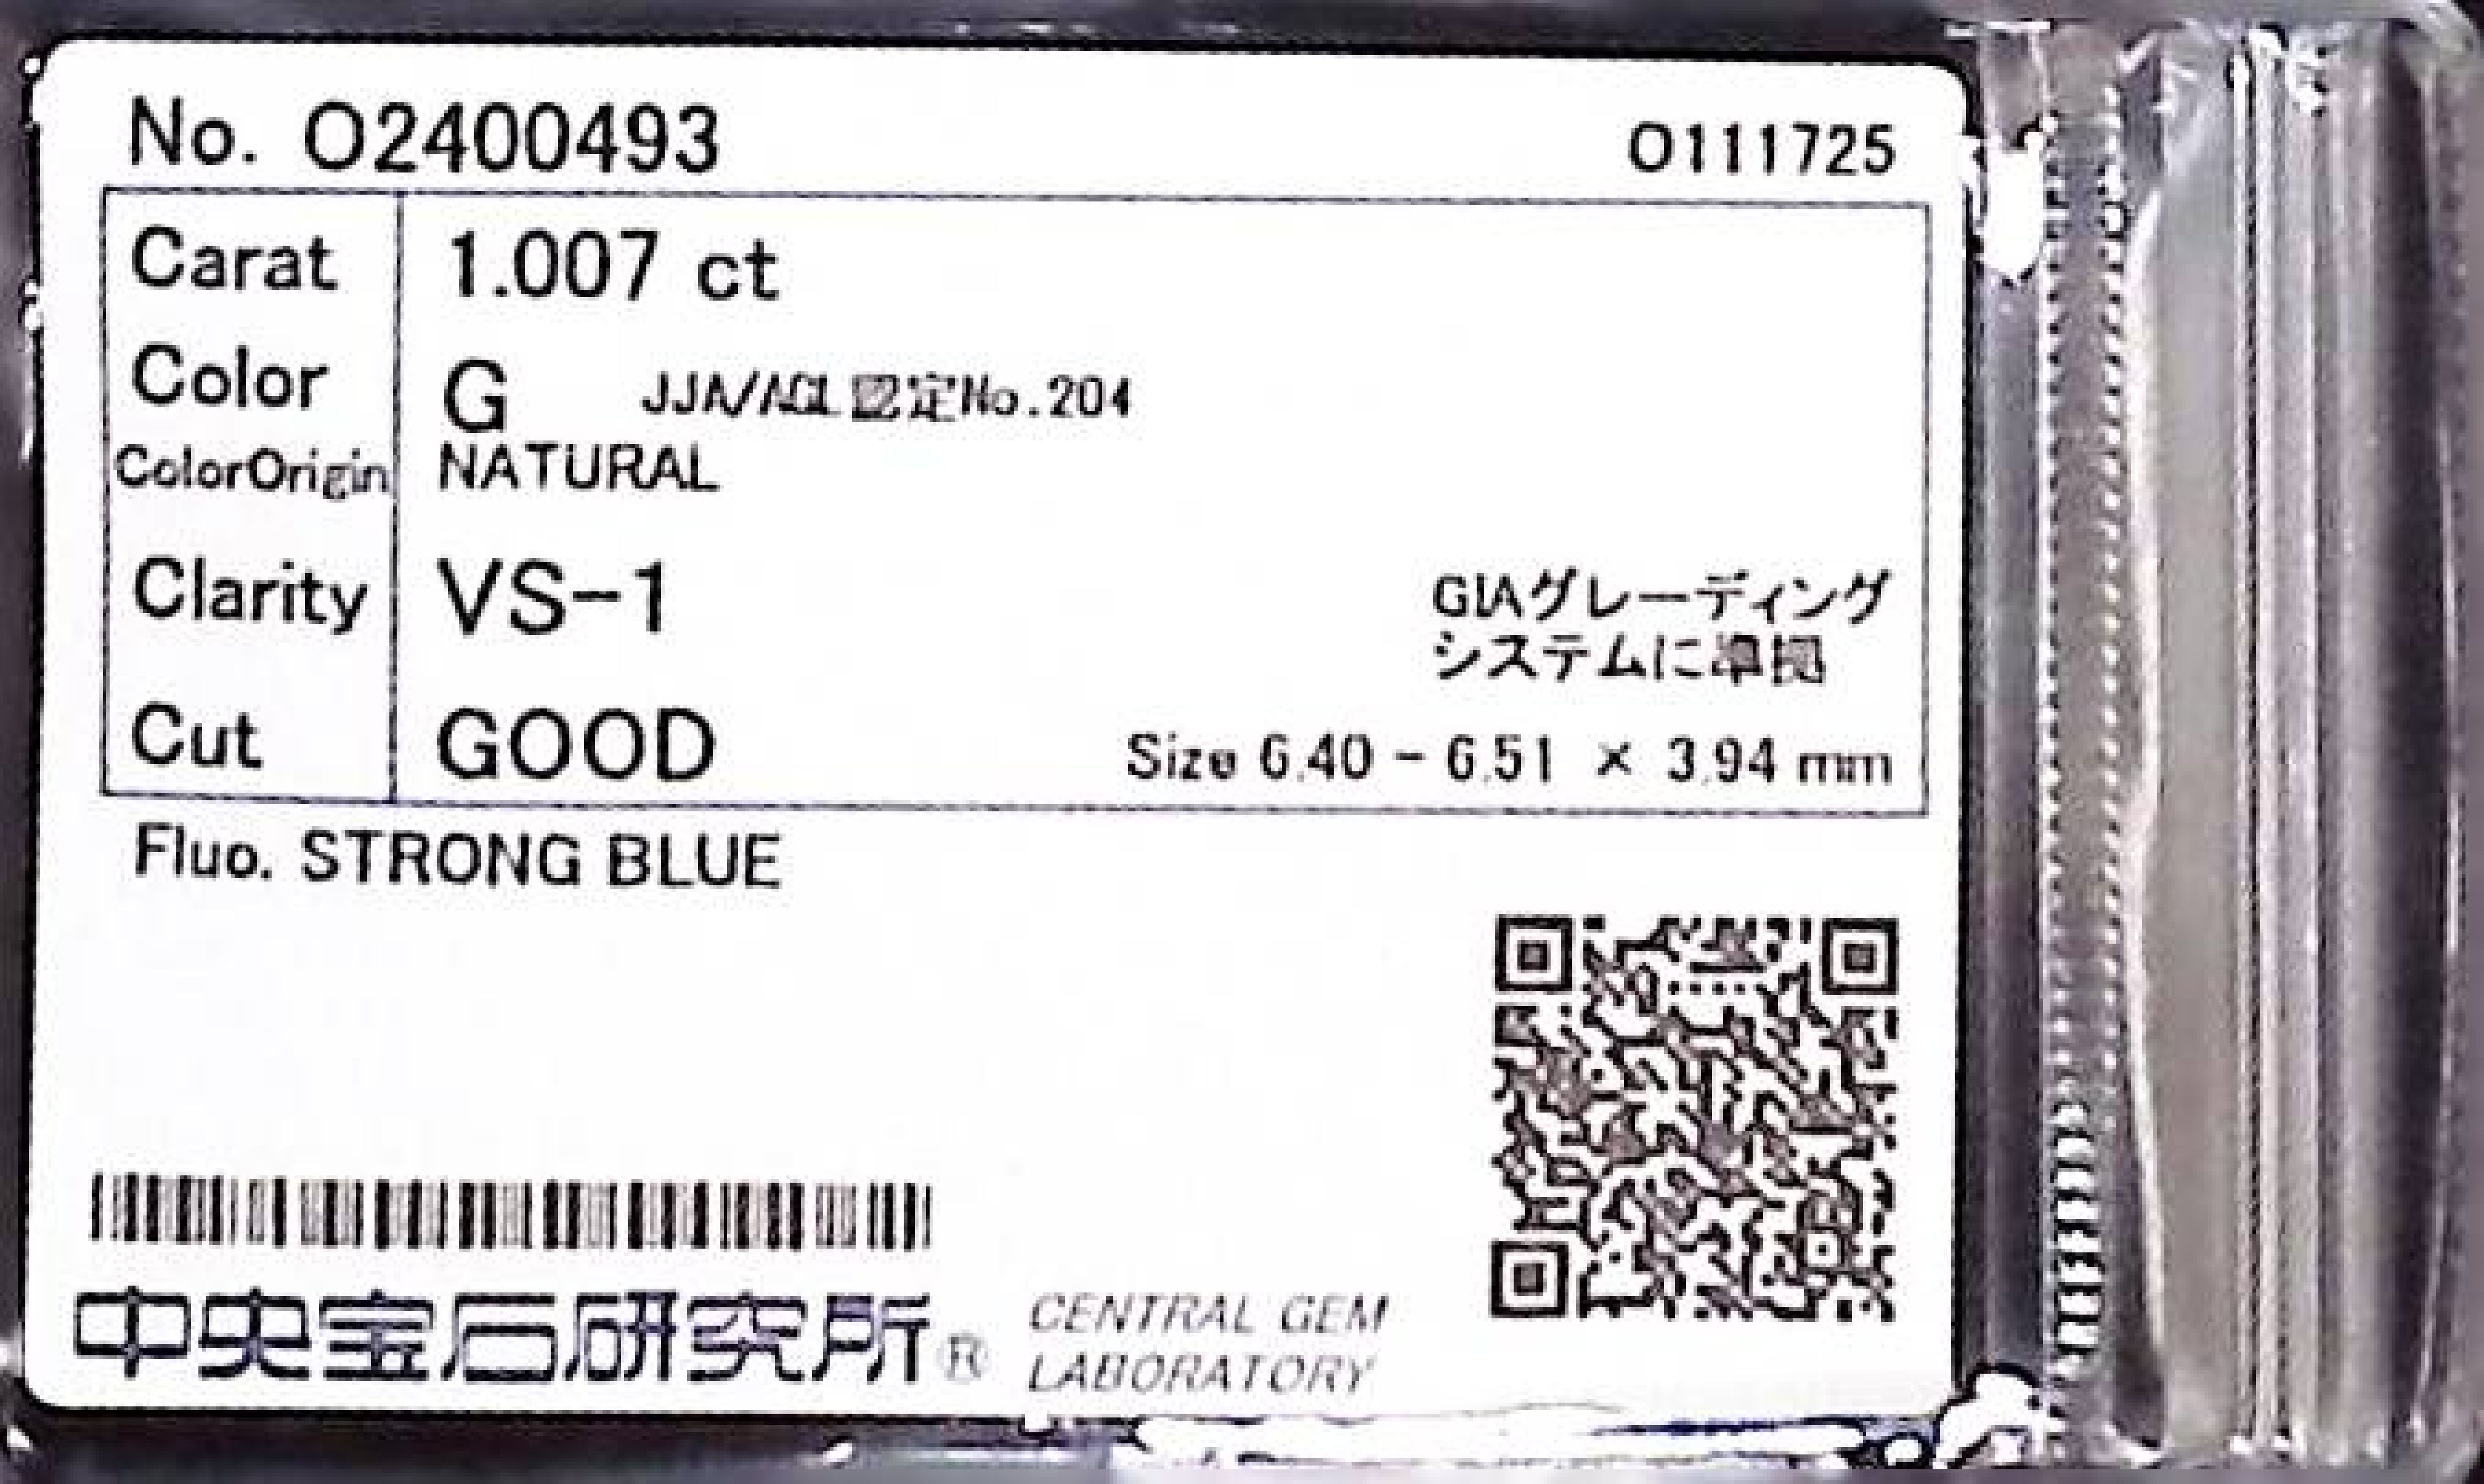 No. O2400493 O111725
Carat 1.007 ct
Color G JJA/AGL認定No.204
ColorOrigin NATURAL
Clarity VS-1
GIAグレーディング
システムに準拠
Cut GOOD Size 6.40 - 6.51 × 3.94 mm
Fluo. STRONG BLUE
中央宝石研究所® CENTRAL GEM
LABORATORY